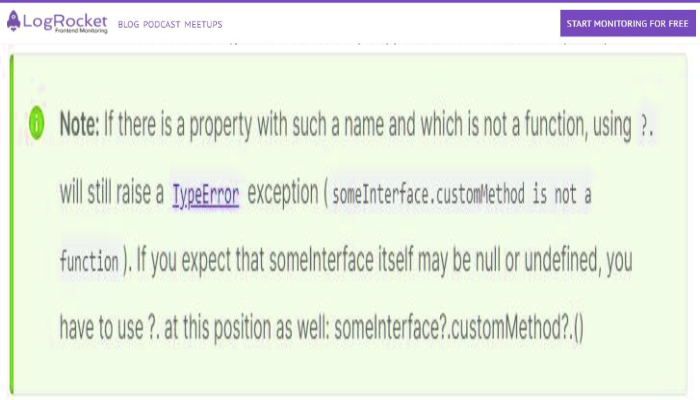 LogRocket
Frontend Monitoring
BLOG PODCAST MEETUPS
START MONITORING FOR FREE
Note: If there is a property with such a name and which is not a function, using ?.
will still raise a TypeError exception (someInterface.customMethod is not a
function). If you expect that someInterface itself may be null or undefined, you
have to use ?. at this position as well: someInterface?.customMethod?.()